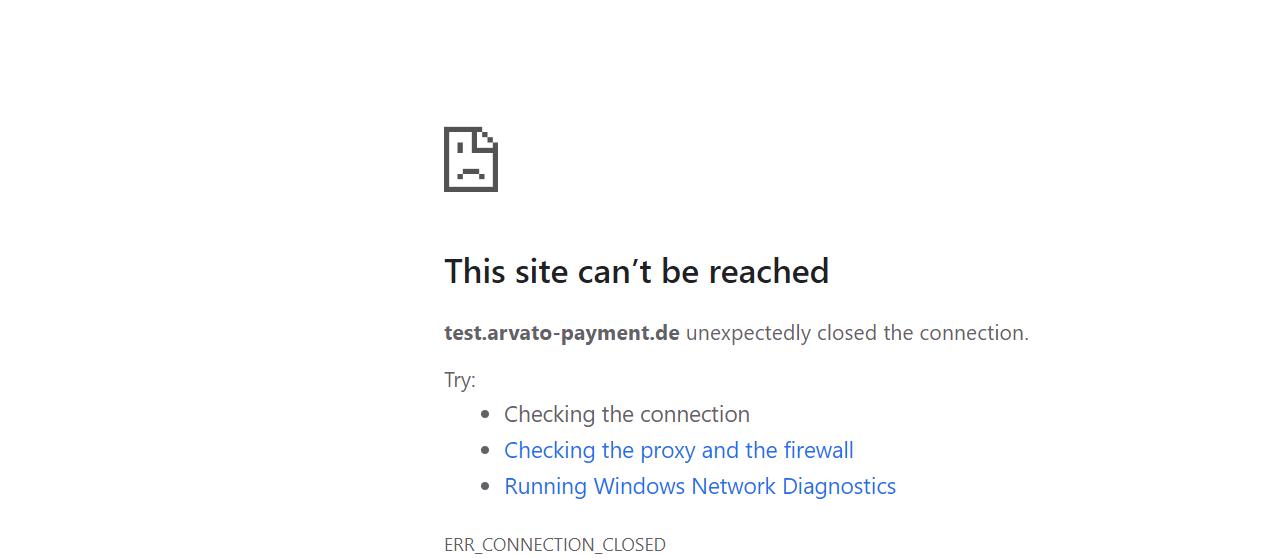 This site can’t be reached
test.arvato-payment.de unexpectedly closed the connection.
Try:
Checking the connection
Checking the proxy and the firewall
Running Windows Network Diagnostics
ERR_CONNECTION_CLOSED